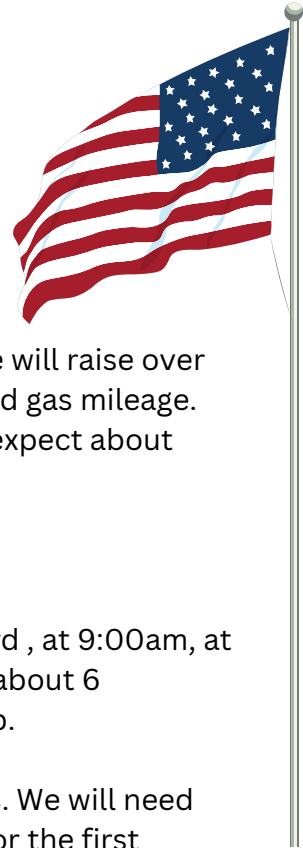 will raise over
d gas mileage.
expect about
rd , at 9:00am, at
about 6
. We will need
or the first